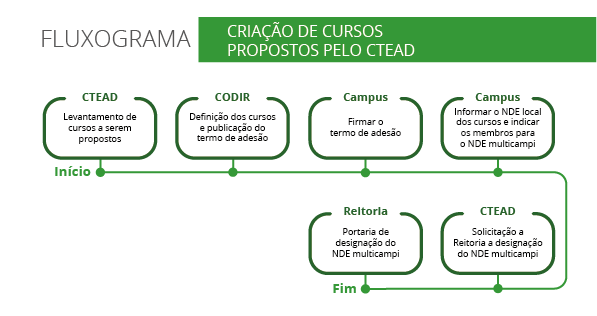 FLUXOGRAMA
CRIAÇÃO DE CURSOS
PROPOSTOS PELO CTEAD
CTEAD
Levantamento de
cursos a serem
propostos
CODIR
Definição dos cursos
e publicação do
termo de adesão
Campus
Firmar o
termo de adesão
Campus
Informar o NDE local
dos cursos e indicar
os membros para
o NDE multicampi
Início
Reitoria
Portaria de
designação do
NDE multicampi
CTEAD
Solicitação a
Reitoria a designação
do NDE multicampi
Fim